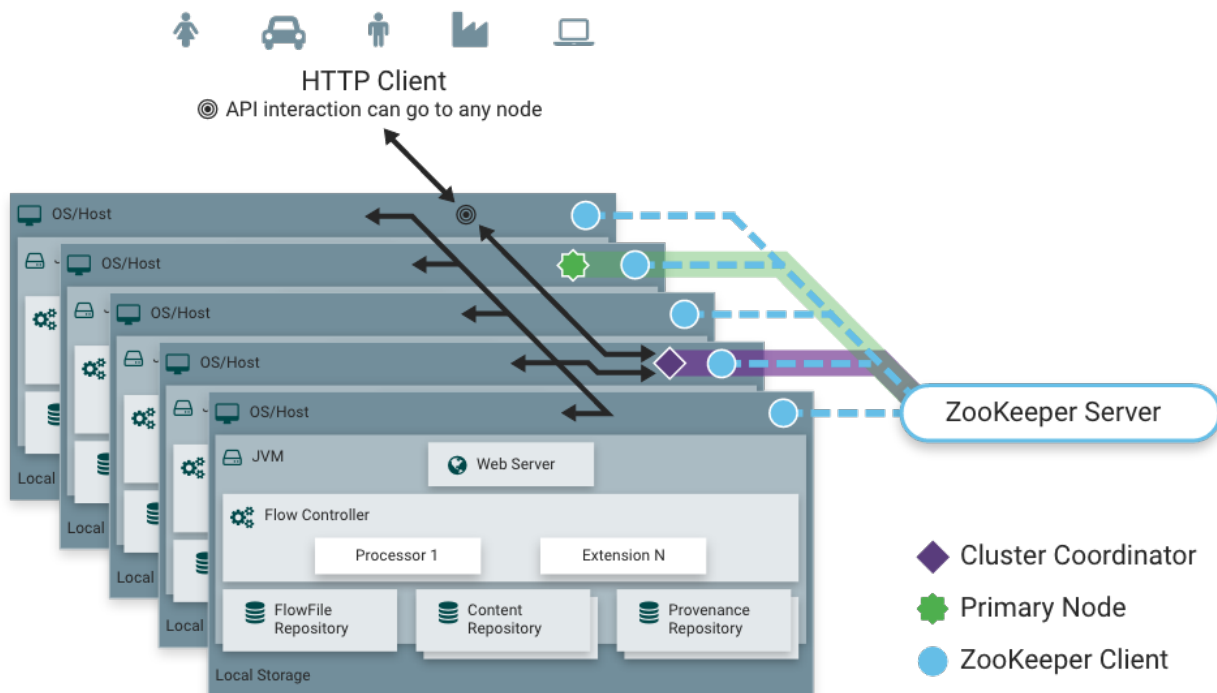 HTTP Client
API interaction can go to any node
OS/Host
OS/Host
OS/Host
OS/Host
OS/Host
JVM
Web Server
Flow Controller
Processor 1
Extension N
FlowFile
Repository
Content
Repository
Provenance
Repository
Local
Local
Local
Local
Local Storage
ZooKeeper Server
Cluster Coordinator
Primary Node
ZooKeeper Client